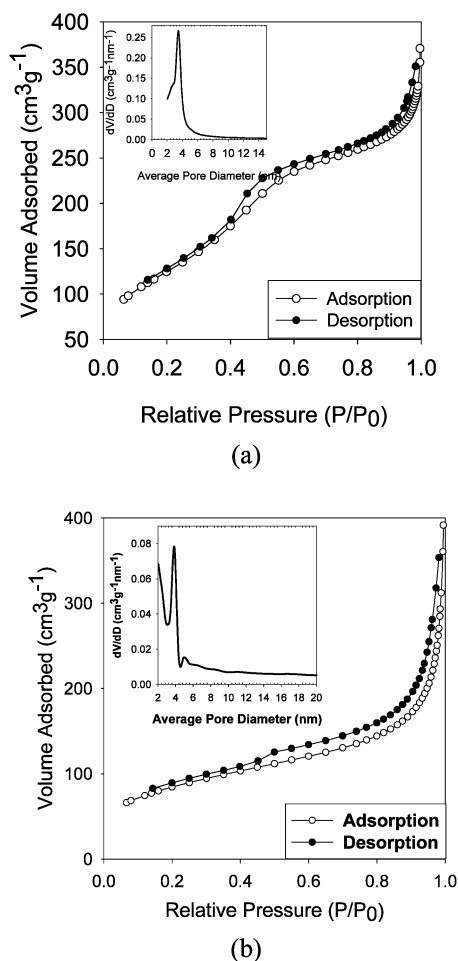 400
350
300
250
200
150
100
50
Volume Adsorbed (cm3g-1)
0.25
0.20
0.15
0.10
0.05
0.00
dV/dD (cm3g-1nm-1)
0 2 4 6 8 10 12 14
Average Pore Diameter (nm)
Adsorption
Desorption
0.0 0.2 0.4 0.6 0.8 1.0
Relative Pressure (P/P0)
(a)
400
300
200
100
0
Volume Adsorbed (cm3g-1)
0.08
0.06
0.04
0.02
0.00
dV/dD (cm3g-1nm-1)
2 4 6 8 10 12 14 16 18 20
Average Pore Diameter (nm)
Adsorption
Desorption
0.0 0.2 0.4 0.6 0.8 1.0
Relative Pressure (P/P0)
(b)